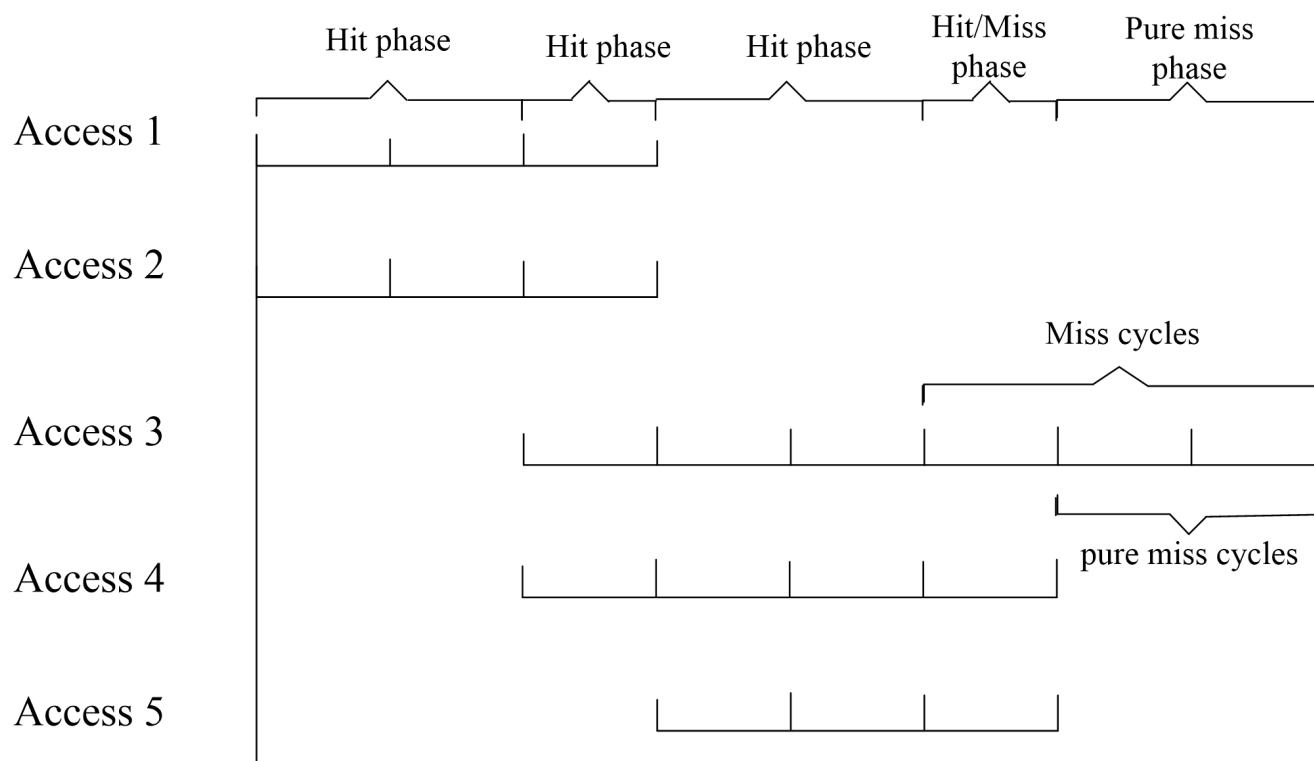 Hit phase
Hit phase
Hit phase
Hit/Miss
phase
Pure miss
phase
Access 1
Access 2
Miss cycles
Access 3
pure miss cycles
Access 4
Access 5